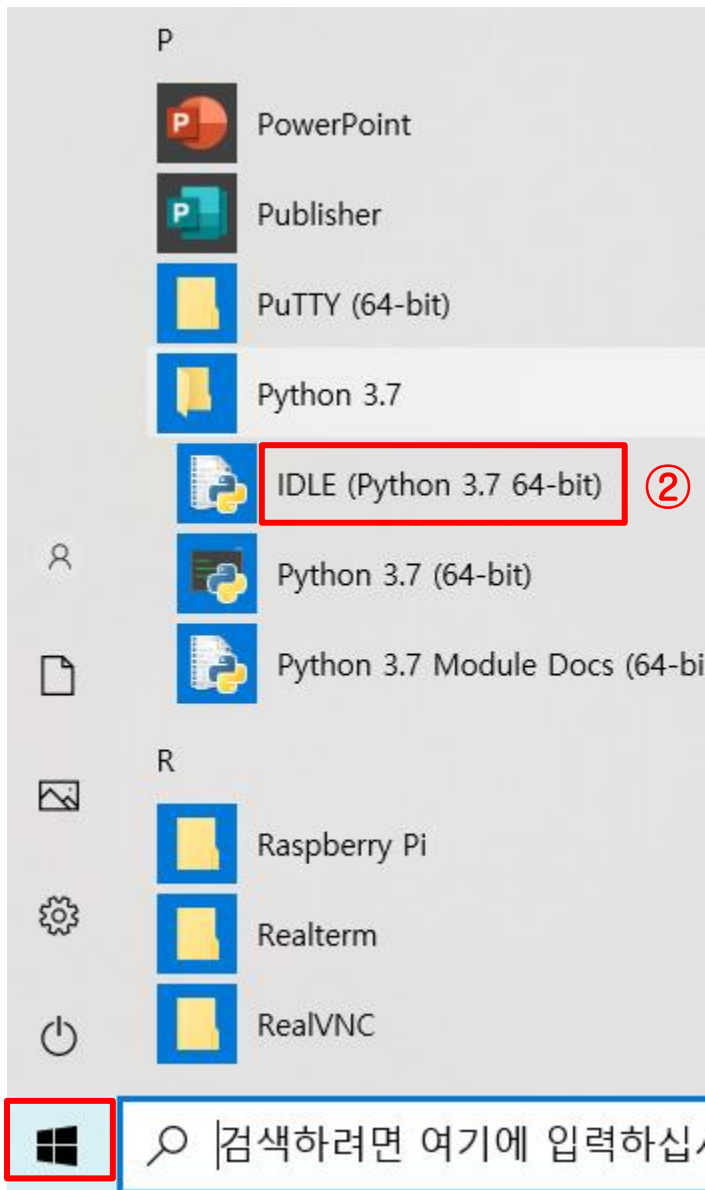 P
PowerPoint
Publisher
PuTTY (64-bit)
Python 3.7
IDLE (Python 3.7 64-bit) ②
Python 3.7 (64-bit)
Python 3.7 Module Docs (64-bi
R
Raspberry Pi
Realterm
RealVNC
검색하려면 여기에 입력하십